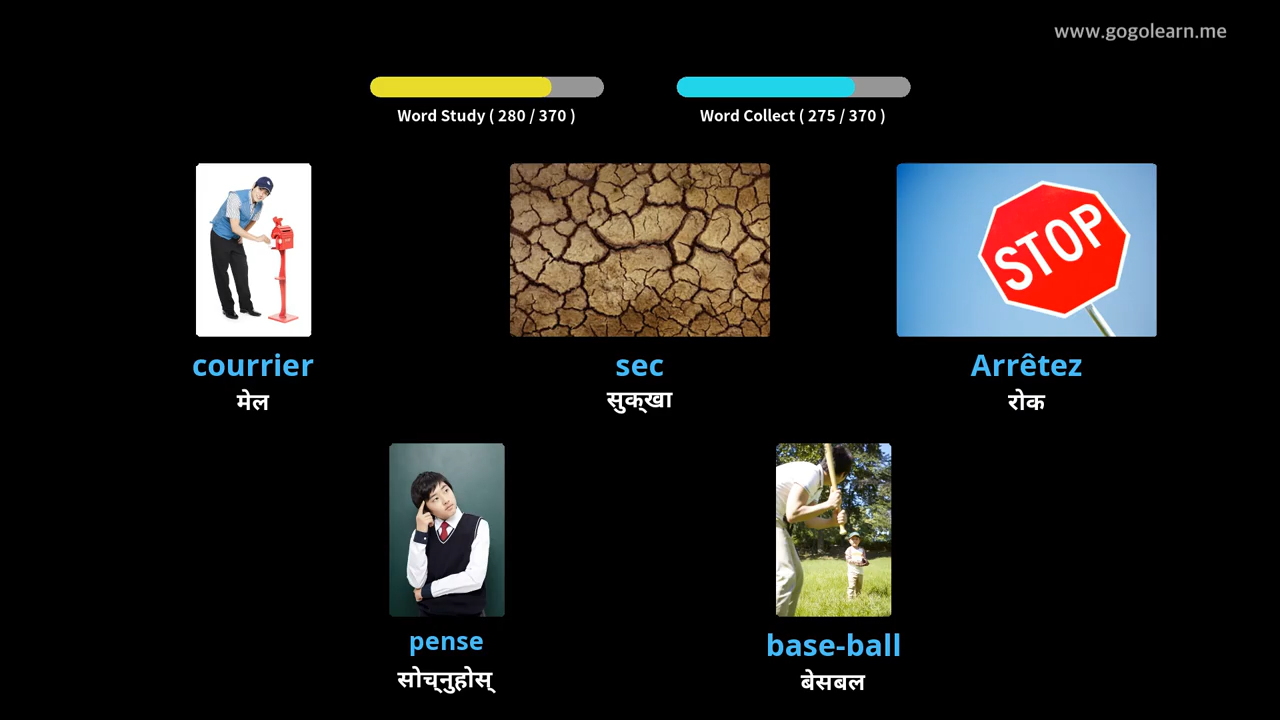 www.gogolearn.me
Word Study ( 280 / 370 )
Word Collect ( 275 / 370 )
STOP
courrier
मेल
sec
सुक्‍खा
Arrêtez
रोक
pense
सोच्नुहोस्
base-ball
बेसबल